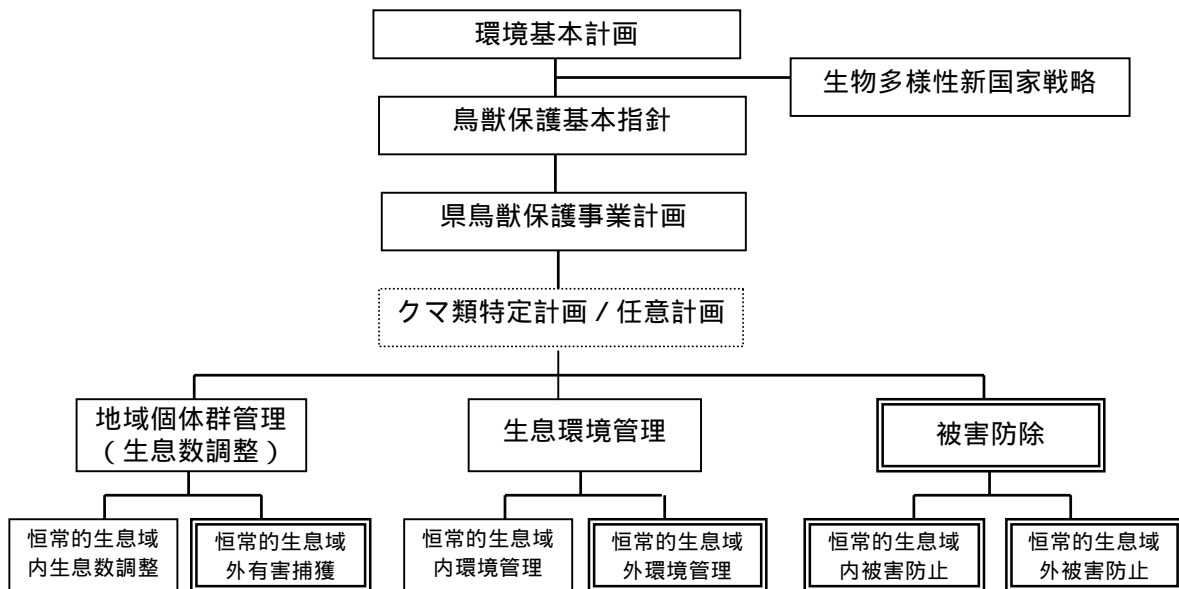 環境基本計画
生物多様性新国家戦略
鳥獣保護基本指針
県鳥獣保護事業計画
クマ類特定計画 / 任意計画
地域個体群管理
(生息数調整)
生息環境管理
被害防除
恒常的生息域
内生息数調整
恒常的生息域
外有害捕獲
恒常的生息域
内環境管理
恒常的生息域
外環境管理
恒常的生息域
内被害防止
恒常的生息域
外被害防止